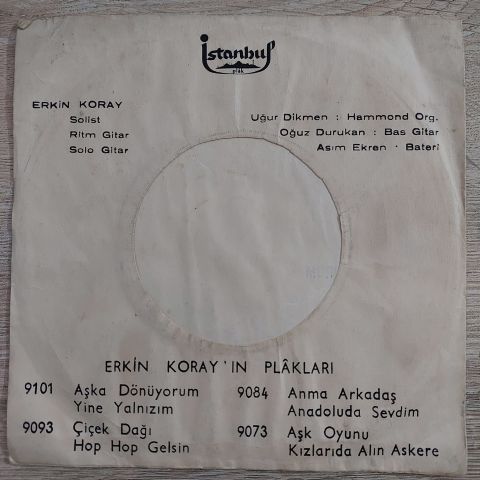 istanbul
plâk
ERKİN KORAY
Solist
Ritm Gitar
Solo Gitar
Uğur Dikmen : Hammond Org.
Oğuz Durukan : Bas Gitar
Asım Ekren : Bateri
ERKİN KORAY'IN PLÂKLARI
9101 Aşka Dönüyorum
Yine Yalnızım
9093 Çiçek Dağı
Hop Hop Gelsin
9084 Anma Arkadaş
Anadoluda Sevdim
9073 Aşk Oyunu
Kızlarıda Alın Askere